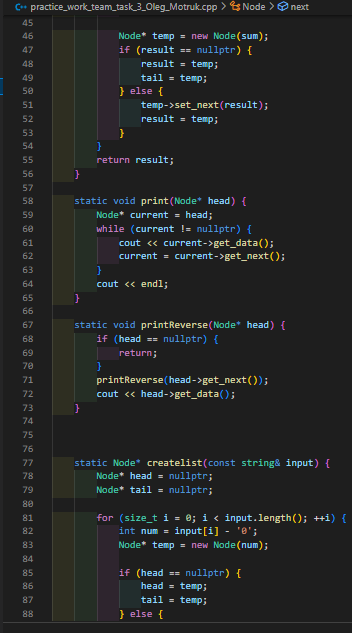 practice_work_team_task_3_Oleg_Motruk.cpp > Node > next
45
46 Node* temp = new Node(sum);
47 if (result == nullptr) {
48 result = temp;
49 tail = temp;
50 } else {
51 temp->set_next(result);
52 result = temp;
53 }
54 }
55 return result;
56 }
57
58 static void print(Node* head) {
59 Node* current = head;
60 while (current != nullptr) {
61 cout << current->get_data();
62 current = current->get_next();
63 }
64 cout << endl;
65 }
66
67 static void printReverse(Node* head) {
68 if (head == nullptr) {
69 return;
70 }
71 printReverse(head->get_next());
72 cout << head->get_data();
73 }
74
75
76
77 static Node* createlist(const string& input) {
78 Node* head = nullptr;
79 Node* tail = nullptr;
80
81 for (size_t i = 0; i < input.length(); ++i) {
82 int num = input[i] - '0';
83 Node* temp = new Node(num);
84
85 if (head == nullptr) {
86 head = temp;
87 tail = temp;
88 } else {